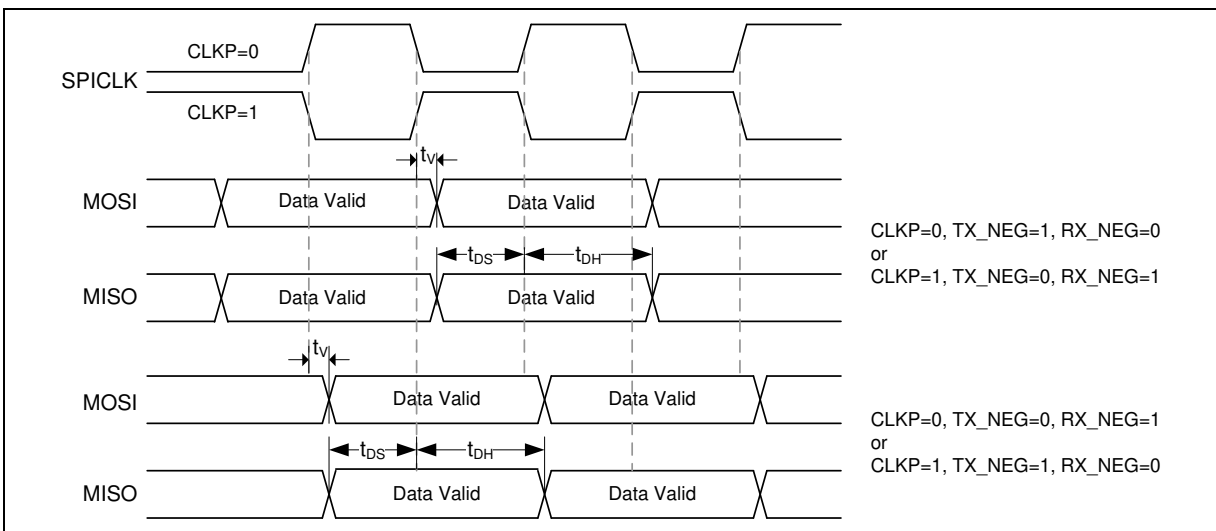 CLKP=0
SPICLK
CLKP=1
tV
MOSI
Data Valid
Data Valid
CLKP=0, TX_NEG=1, RX_NEG=0
or
CLKP=1, TX_NEG=0, RX_NEG=1
tDS
tDH
MISO
Data Valid
Data Valid
tV
MOSI
Data Valid
Data Valid
CLKP=0, TX_NEG=0, RX_NEG=1
or
CLKP=1, TX_NEG=1, RX_NEG=0
tDS
tDH
MISO
Data Valid
Data Valid